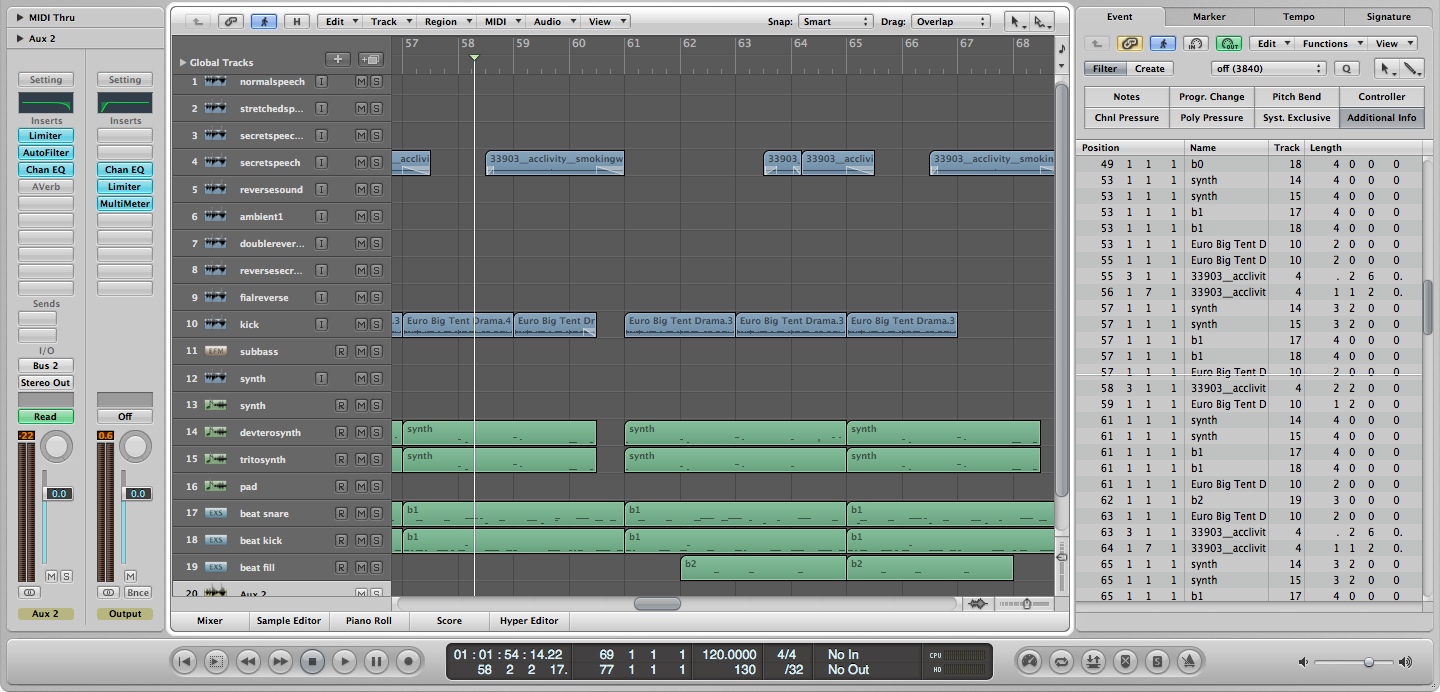 MIDI Thru
Aux 2
Setting Setting
Inserts Inserts
Limiter
AutoFilter
Chan EQ Chan EQ
AVerb Limiter
MultiMeter
Sends
I/O
Bus 2
Stereo Out
Read Off
-22 0.6
0.0 0.0
M S M
Bnce
Aux 2 Output
H Edit Track Region MIDI Audio View Snap: Smart Drag: Overlap
57 58 59 60 61 62 63 64 65 66 67 68
Global Tracks
1 normalspeech I M S
2 stretchedsp... I M S
3 secretspeec... I M S
4 secretspeech I M S
_acclivi 33903__acclivity__smokingw 33903_ 33903__acclivi 33903__acclivity__smokin
5 reversesound I M S
6 ambient1 I M S
7 doublerever... I M S
8 reversesecr... I M S
9 fialreverse I M S
10 kick I M S
Euro Big Tent Drama.4 Euro Big Tent Dr Euro Big Tent Drama.3 Euro Big Tent Drama.3 Euro Big Tent Drama.3
11 EFM subbass R M S
12 synth I M S
13 synth R M S
14 devterosynth R M S
synth synth synth
15 tritosynth R M S
synth synth synth
16 pad R M S
17 EXS beat snare R M S
b1 b1 b1
18 EXS beat kick R M S
b1 b1 b1
19 EXS beat fill R M S
b2 b2
20 Aux 2 M S
Mixer Sample Editor Piano Roll Score Hyper Editor
Event Marker Tempo Signature
IN OUT Edit Functions View
Filter Create off (3840) Q
Notes Progr. Change Pitch Bend Controller
Chnl Pressure Poly Pressure Syst. Exclusive Additional Info
Position Name Track Length
49 1 1 1 b0 18 4 0 0 0
53 1 1 1 synth 14 4 0 0 0
53 1 1 1 synth 15 4 0 0 0
53 1 1 1 b1 17 4 0 0 0
53 1 1 1 b1 18 4 0 0 0
53 1 1 1 Euro Big Tent D 10 2 0 0 0
55 1 1 1 Euro Big Tent D 10 2 0 0 0
55 3 1 1 33903__acclivit 4 . 2 6 0.
56 1 7 1 33903__acclivit 4 1 1 2 0.
57 1 1 1 synth 14 3 2 0 0
57 1 1 1 synth 15 3 2 0 0
57 1 1 1 b1 17 4 0 0 0
57 1 1 1 b1 18 4 0 0 0
57 1 1 1 Euro Big Tent D 10 2 0 0 0
58 3 1 1 33903__acclivit 4 2 2 0 0
59 1 1 1 Euro Big Tent D 10 1 2 0 0
61 1 1 1 synth 14 4 0 0 0
61 1 1 1 synth 15 4 0 0 0
61 1 1 1 b1 17 4 0 0 0
61 1 1 1 b1 18 4 0 0 0
61 1 1 1 Euro Big Tent D 10 2 0 0 0
62 1 1 1 b2 19 3 0 0 0
63 1 1 1 Euro Big Tent D 10 2 0 0 0
63 3 1 1 33903__acclivit 4 . 2 6 0.
64 1 7 1 33903__acclivit 4 1 1 2 0.
65 1 1 1 synth 14 3 2 0 0
65 1 1 1 synth 15 3 2 0 0
65 1 1 1 b1 17 4 0 0 0
01 : 01 : 54 : 14.22 69 1 1 1 120.0000 4/4 No In CPU
58 2 2 17. 77 1 1 1 130 /32 No Out HD
S